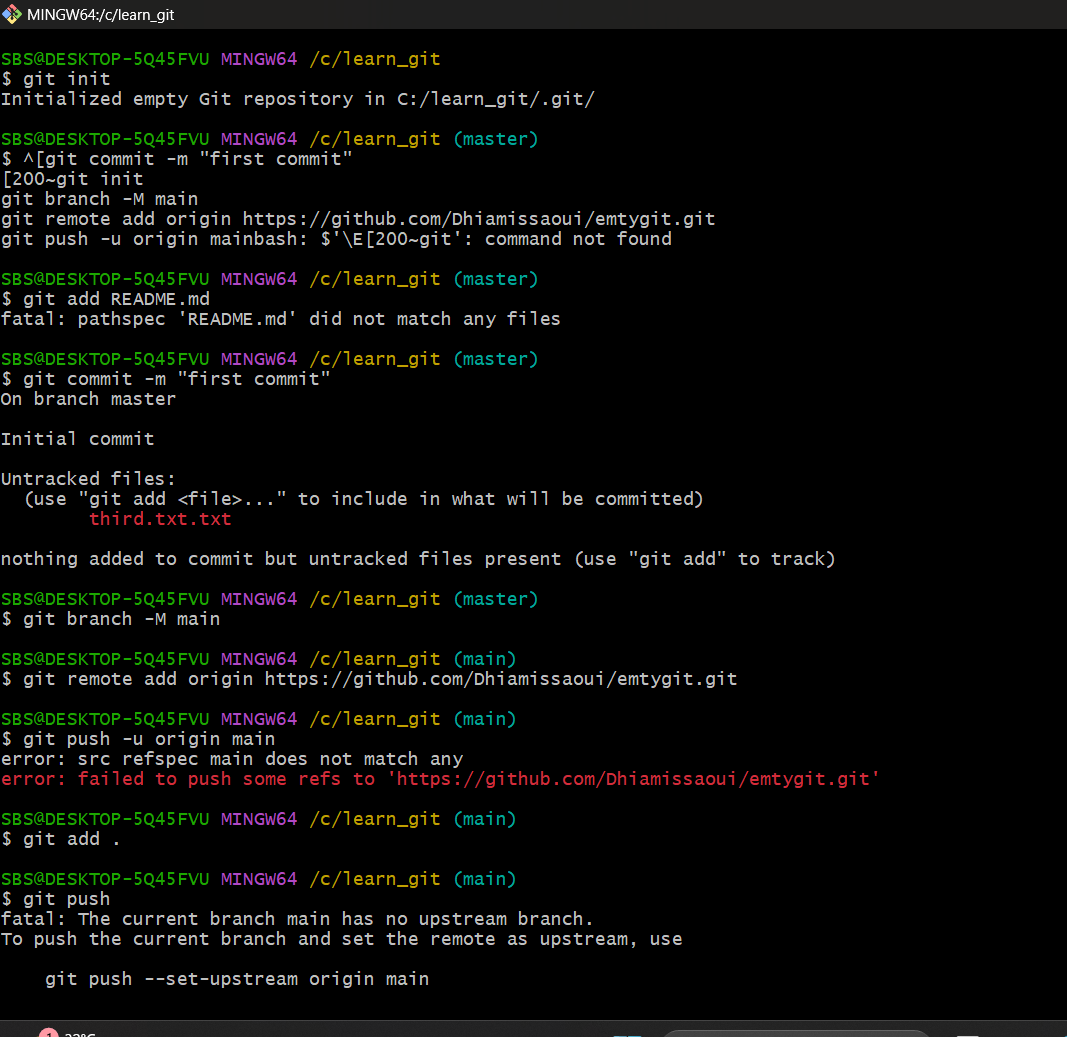 MINGW64:/c/learn_git
SBS@DESKTOP-5Q45FVU MINGW64 /c/learn_git
$ git init
Initialized empty Git repository in C:/learn_git/.git/
SBS@DESKTOP-5Q45FVU MINGW64 /c/learn_git (master)
$ ^[git commit -m "first commit"
[200~git init
git branch -M main
git remote add origin https://github.com/Dhiamissaoui/emtygit.git
git push -u origin mainbash: $'\E[200~git': command not found
SBS@DESKTOP-5Q45FVU MINGW64 /c/learn_git (master)
$ git add README.md
fatal: pathspec 'README.md' did not match any files
SBS@DESKTOP-5Q45FVU MINGW64 /c/learn_git (master)
$ git commit -m "first commit"
On branch master
Initial commit
Untracked files:
  (use "git add <file>..." to include in what will be committed)
        third.txt.txt
nothing added to commit but untracked files present (use "git add" to track)
SBS@DESKTOP-5Q45FVU MINGW64 /c/learn_git (master)
$ git branch -M main
SBS@DESKTOP-5Q45FVU MINGW64 /c/learn_git (main)
$ git remote add origin https://github.com/Dhiamissaoui/emtygit.git
SBS@DESKTOP-5Q45FVU MINGW64 /c/learn_git (main)
$ git push -u origin main
error: src refspec main does not match any
error: failed to push some refs to 'https://github.com/Dhiamissaoui/emtygit.git'
SBS@DESKTOP-5Q45FVU MINGW64 /c/learn_git (main)
$ git add .
SBS@DESKTOP-5Q45FVU MINGW64 /c/learn_git (main)
$ git push
fatal: The current branch main has no upstream branch.
To push the current branch and set the remote as upstream, use
    git push --set-upstream origin main